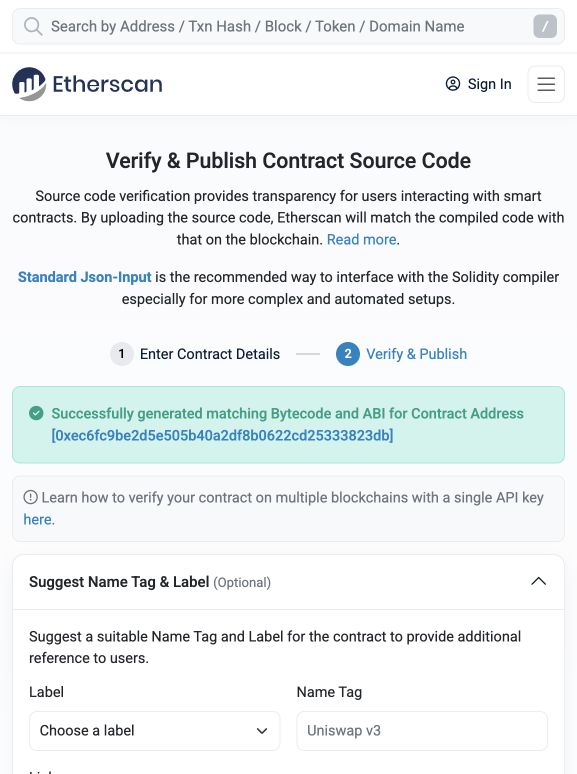 Search by Address / Txn Hash / Block / Token / Domain Name /
Etherscan Sign In
Verify & Publish Contract Source Code
Source code verification provides transparency for users interacting with smart
contracts. By uploading the source code, Etherscan will match the compiled code with
that on the blockchain. Read more.
Standard Json-Input is the recommended way to interface with the Solidity compiler
especially for more complex and automated setups.
1 Enter Contract Details 2 Verify & Publish
Successfully generated matching Bytecode and ABI for Contract Address
[0xec6fc9be2d5e505b40a2df8b0622cd25333823db]
Learn how to verify your contract on multiple blockchains with a single API key
here.
Suggest Name Tag & Label (Optional)
Suggest a suitable Name Tag and Label for the contract to provide additional
reference to users.
Label Name Tag
Choose a label Uniswap v3